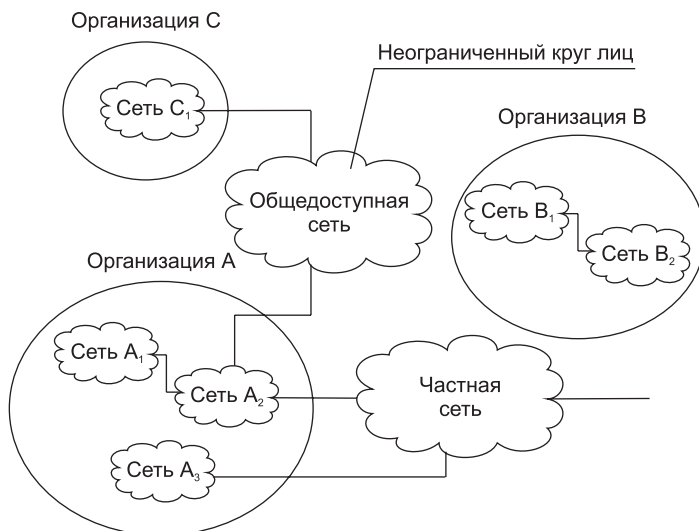 Организация С
Неограниченный круг лиц
Сеть С₁
Организация В
Общедоступная
сеть
Сеть В₁
Сеть В₂
Организация А
Сеть А₁
Сеть А₂
Частная
сеть
Сеть А₃